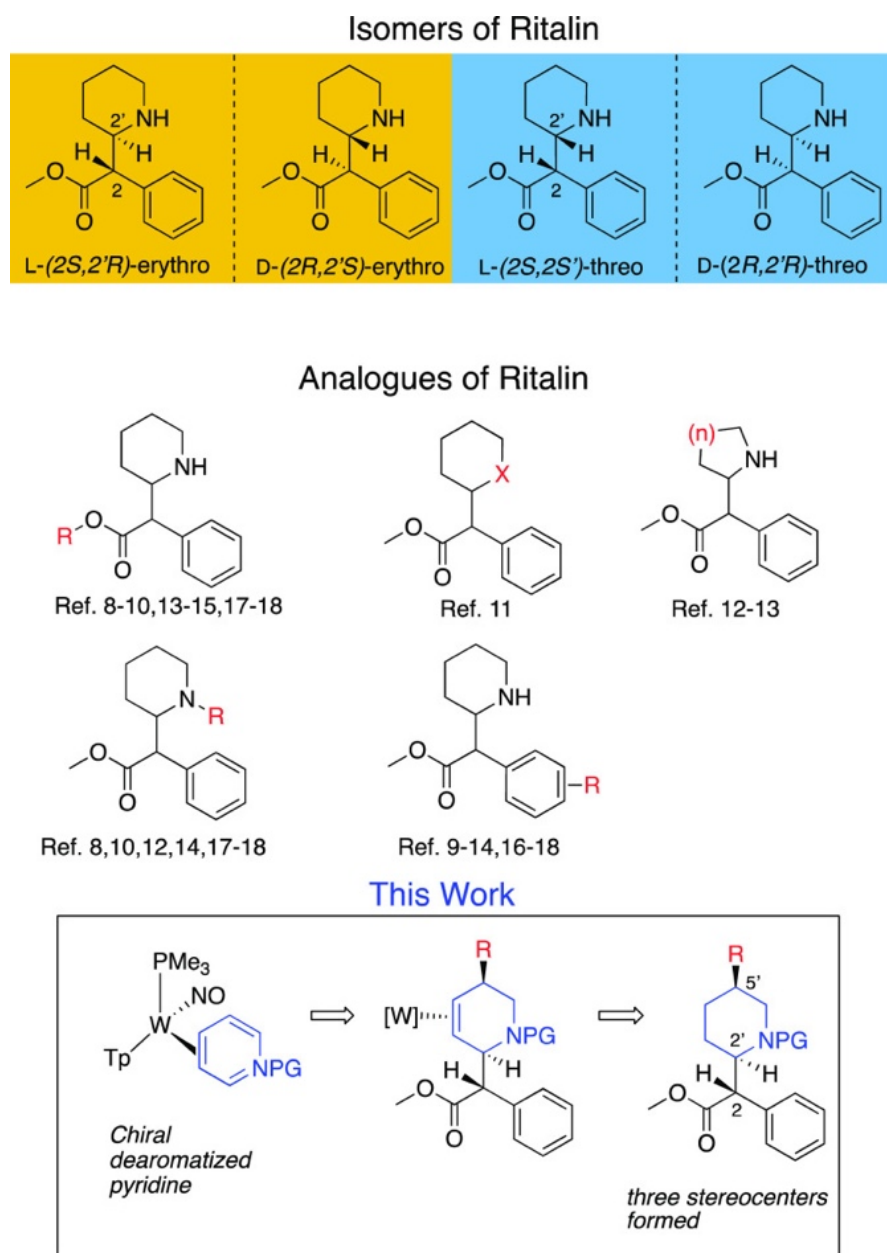 Isomers of Ritalin
2' NH
H H
O
O
2
L-(2S,2'R)-erythro
NH
H H
O
O
D-(2R,2'S)-erythro
2' NH
H H
O
O
2
L-(2S,2S')-threo
NH
H H
O
O
D-(2R,2'R)-threo
Analogues of Ritalin
NH
R O
O
Ref. 8-10,13-15,17-18
X
O
O
Ref. 11
(n)
NH
O
O
Ref. 12-13
N R
O
O
Ref. 8,10,12,14,17-18
NH
O
R
O
Ref. 9-14,16-18
This Work
PMe3
NO
W
Tp
NPG
Chiral
dearomatized
pyridine
R
[W]
NPG
H H
O
O
R
5'
2' NPG
H H
O
2
O
three stereocenters
formed